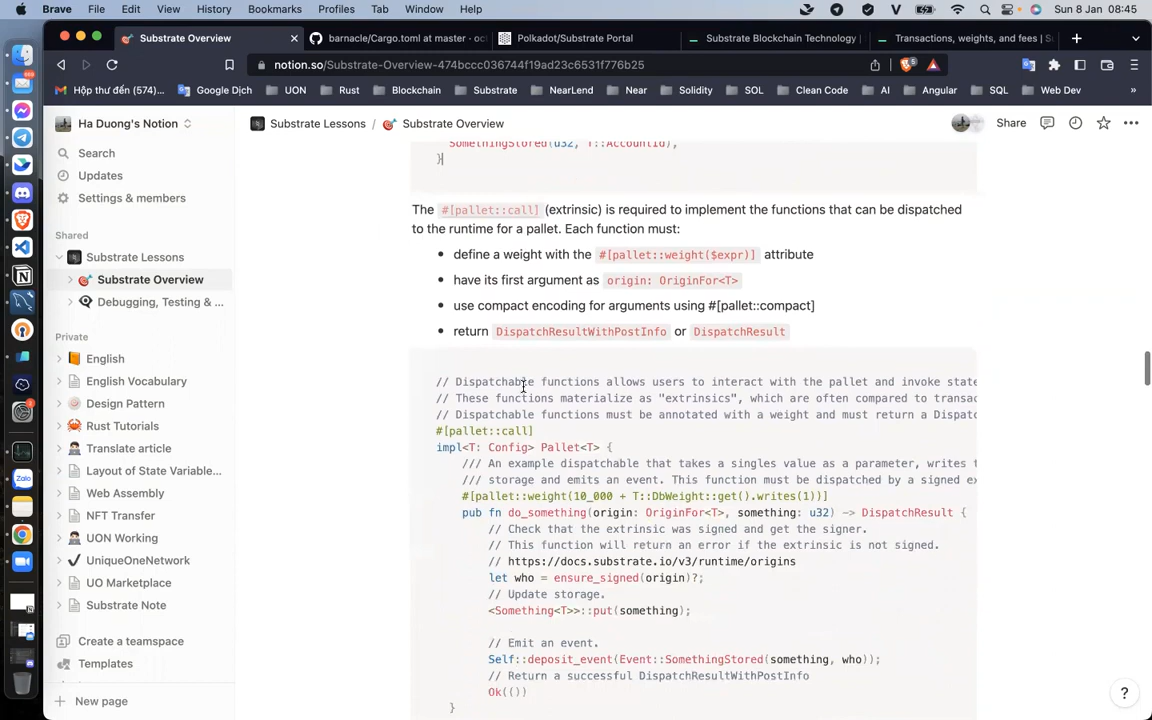 Brave File Edit View History Bookmarks Profiles Tab Window Help Sun 8 Jan 08:45
Substrate Overview barnacle/Cargo.toml at master · oct Polkadot/Substrate Portal Substrate Blockchain Technology Transactions, weights, and fees | Su
notion.so/Substrate-Overview-474bccc036744f19ad23c6531f776b25
Hộp thư đến (574)... Google Dịch UON Rust Blockchain Substrate NearLend Near Solidity SOL Clean Code AI Angular SQL Web Dev »
Ha Duong's Notion
Substrate Lessons / Substrate Overview
Share
Search
Updates
Settings & members
Shared
Substrate Lessons
Substrate Overview
Debugging, Testing & ...
Private
English
English Vocabulary
Design Pattern
Rust Tutorials
Translate article
Layout of State Variable...
Web Assembly
NFT Transfer
UON Working
UniqueOneNetwork
UO Marketplace
Substrate Note
Create a teamspace
Templates
New page
SomethingStored(u32, T::AccountId),
}
The #[pallet::call] (extrinsic) is required to implement the functions that can be dispatched
to the runtime for a pallet. Each function must:
• define a weight with the #[pallet::weight($expr)] attribute
• have its first argument as origin: OriginFor<T>
• use compact encoding for arguments using #[pallet::compact]
• return DispatchResultWithPostInfo or DispatchResult
// Dispatchable functions allows users to interact with the pallet and invoke state
// These functions materialize as "extrinsics", which are often compared to transac
// Dispatchable functions must be annotated with a weight and must return a Dispatc
#[pallet::call]
impl<T: Config> Pallet<T> {
/// An example dispatchable that takes a singles value as a parameter, writes t
/// storage and emits an event. This function must be dispatched by a signed ex
#[pallet::weight(10_000 + T::DbWeight::get().writes(1))]
pub fn do_something(origin: OriginFor<T>, something: u32) -> DispatchResult {
// Check that the extrinsic was signed and get the signer.
// This function will return an error if the extrinsic is not signed.
// https://docs.substrate.io/v3/runtime/origins
let who = ensure_signed(origin)?;
// Update storage.
<Something<T>>::put(something);
// Emit an event.
Self::deposit_event(Event::SomethingStored(something, who));
// Return a successful DispatchResultWithPostInfo
Ok(())
}
?